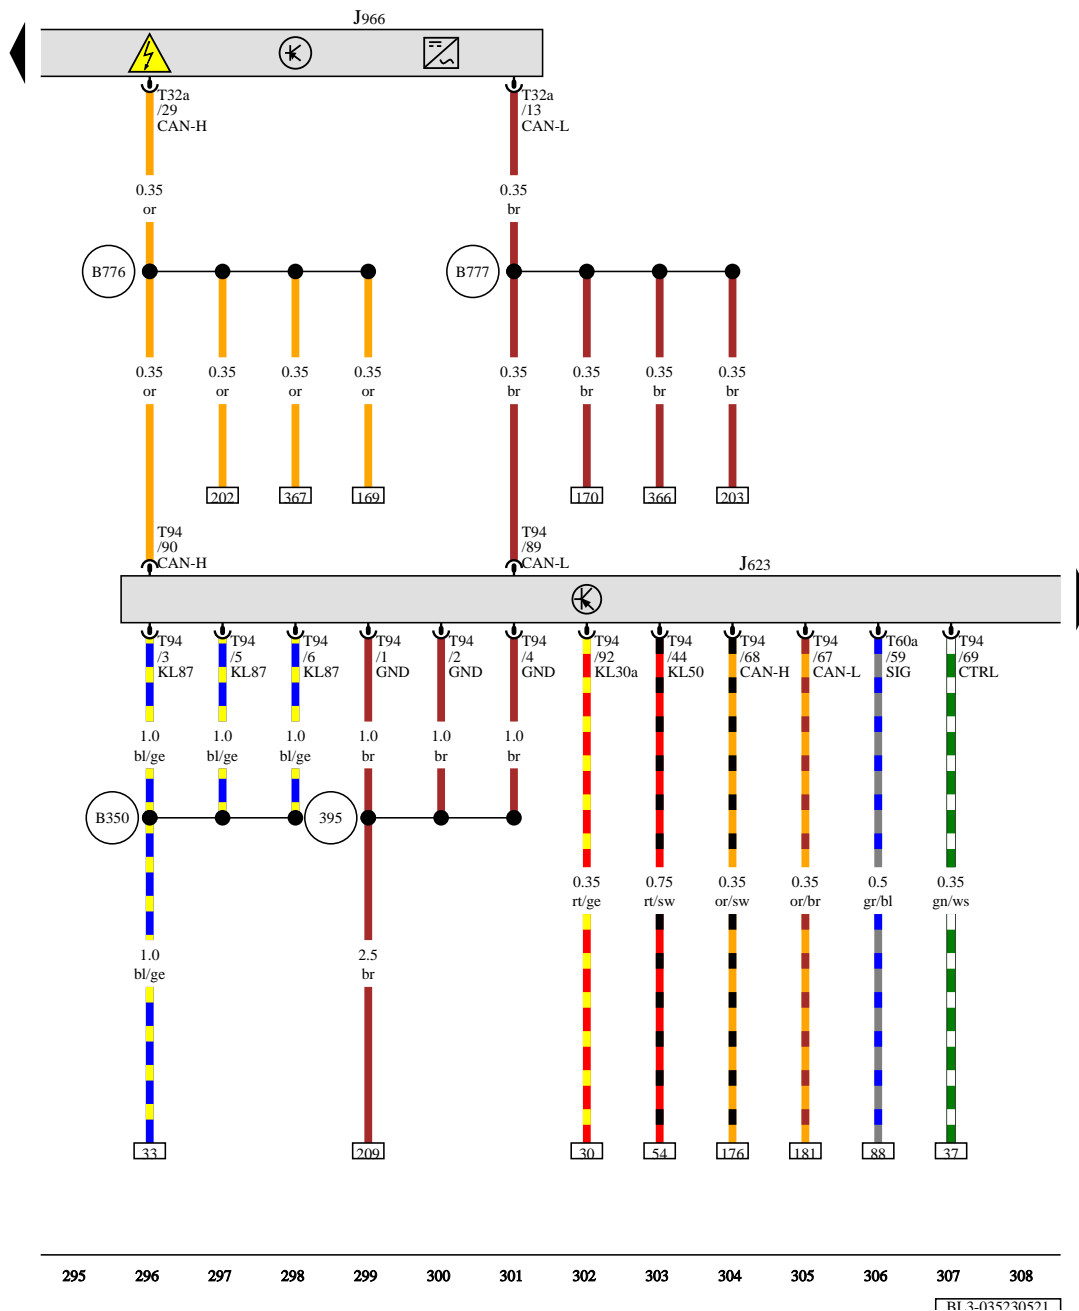 J966
T32a
/29
CAN-H
T32a
/13
CAN-L
0.35
or
0.35
br
B776
B777
0.35
or
0.35
or
0.35
or
0.35
or
0.35
br
0.35
br
0.35
br
0.35
br
202
367
169
170
366
203
T94
/90
CAN-H
T94
/89
CAN-L
J623
T94
/3
KL87
T94
/5
KL87
T94
/6
KL87
T94
/1
GND
T94
/2
GND
T94
/4
GND
T94
/92
KL30a
T94
/44
KL50
T94
/68
CAN-H
T94
/67
CAN-L
T60a
/59
SIG
T94
/69
CTRL
1.0
bl/ge
1.0
bl/ge
1.0
bl/ge
1.0
br
1.0
br
1.0
br
B350
395
0.35
rt/ge
0.75
rt/sw
0.35
or/sw
0.35
or/br
0.5
gr/bl
0.35
gn/ws
1.0
bl/ge
2.5
br
33
209
30
54
176
181
88
37
295 296 297 298 299 300 301 302 303 304 305 306 307 308
BL3-035230521